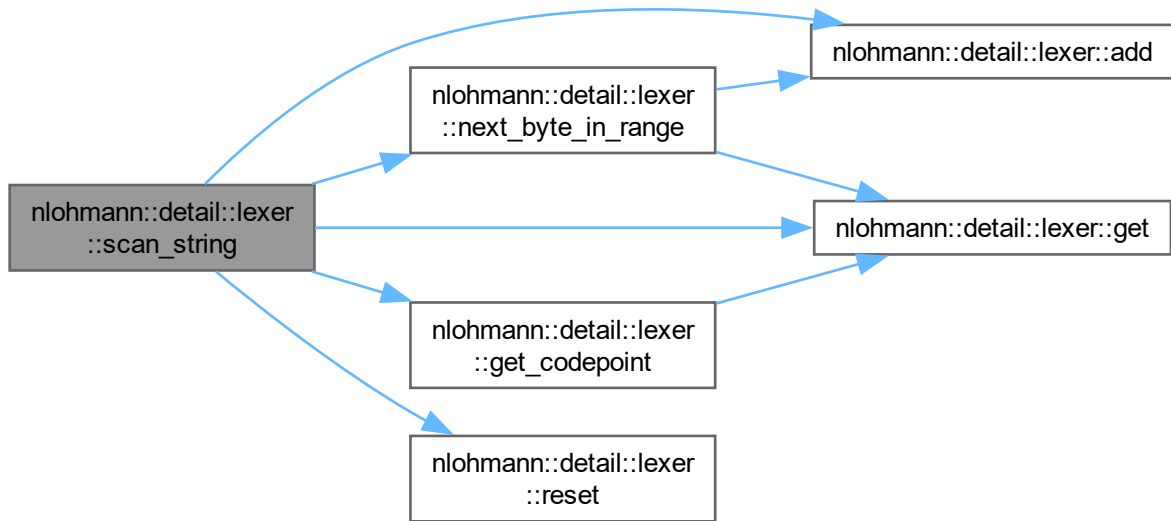 nlohmann::detail::lexer
::scan_string
nlohmann::detail::lexer::add
nlohmann::detail::lexer
::next_byte_in_range
nlohmann::detail::lexer::get
nlohmann::detail::lexer
::get_codepoint
nlohmann::detail::lexer
::reset